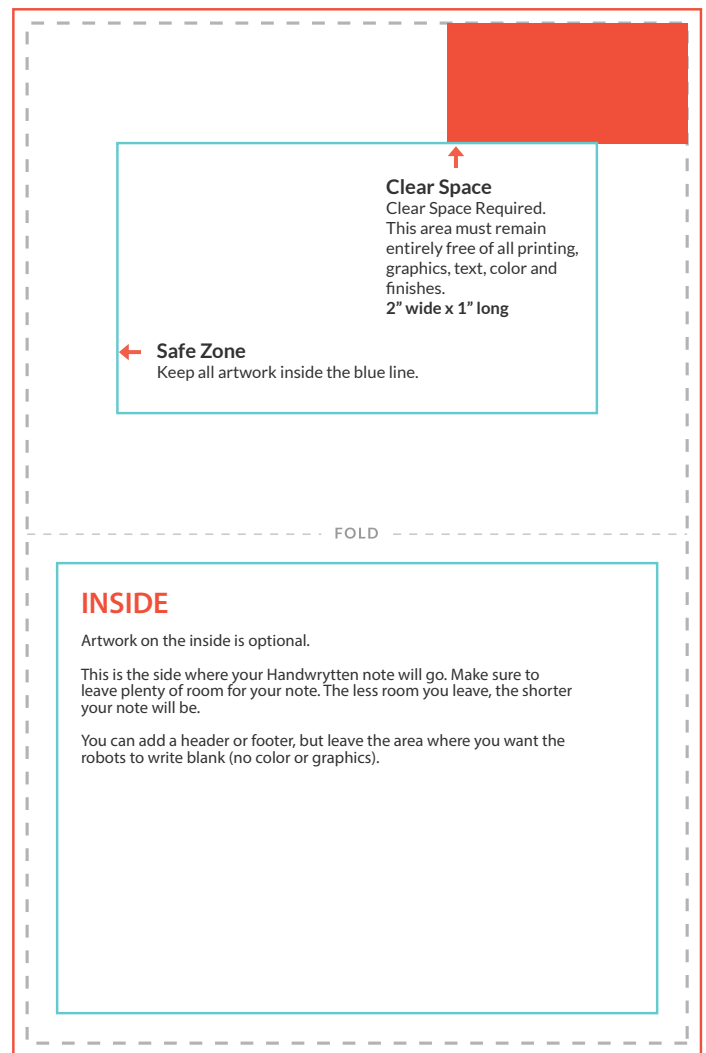 Clear Space
Clear Space Required.
This area must remain
entirely free of all printing,
graphics, text, color and
finishes.
2” wide x 1” long
Safe Zone
Keep all artwork inside the blue line.
FOLD
INSIDE
Artwork on the inside is optional.
This is the side where your Handwrytten note will go. Make sure to
leave plenty of room for your note. The less room you leave, the shorter
your note will be.
You can add a header or footer, but leave the area where you want the
robots to write blank (no color or graphics).